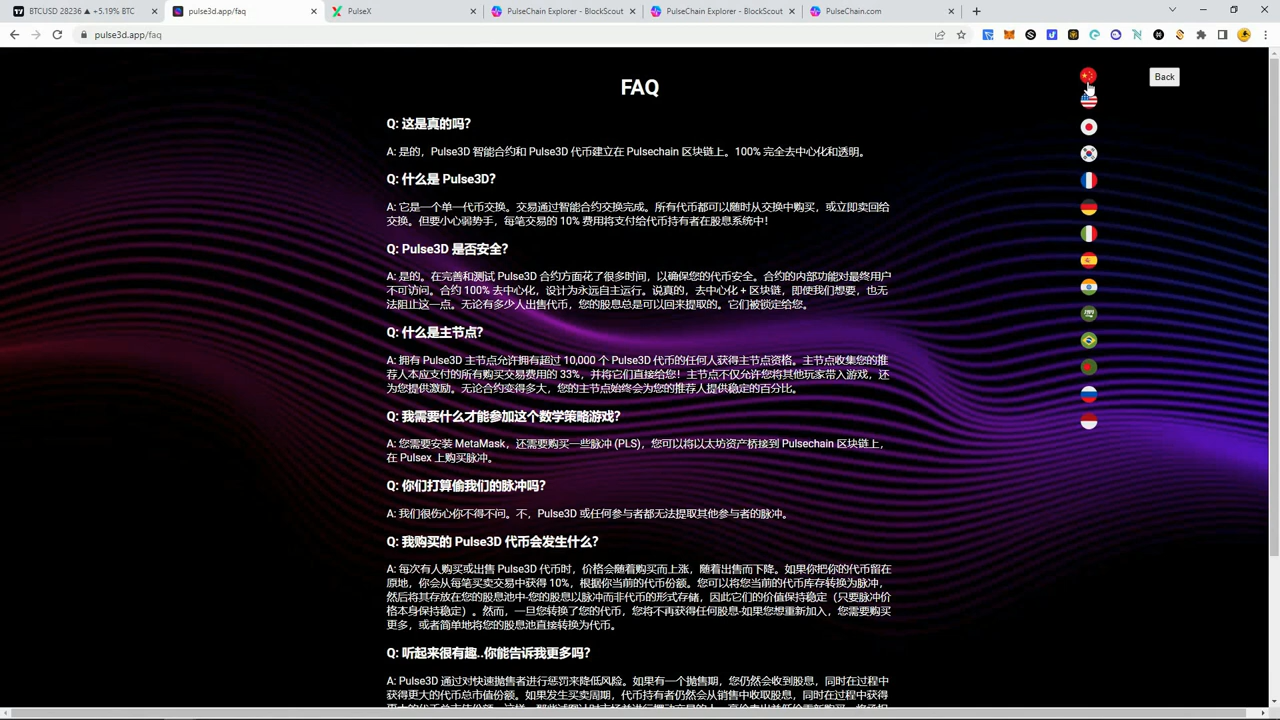 BTCUSD 28236 ▲ +5.19% BTC
pulse3d.app/faq
PulseX
PulseChain Explorer - BlockScout
PulseChain Explorer - BlockScout
PulseChain.com
pulse3d.app/faq
FAQ
Back
Q: 这是真的吗？
A: 是的，Pulse3D 智能合约和 Pulse3D 代币建立在 Pulsechain 区块链上。100% 完全去中心化和透明。
Q: 什么是 Pulse3D？
A: 它是一个单一代币交换。交易通过智能合约交换完成。所有代币都可以随时从交换中购买，或立即卖回给
交换。但要小心弱势手，每笔交易的 10% 费用将支付给代币持有者在股息系统中！
Q: Pulse3D 是否安全？
A: 是的。在完善和测试 Pulse3D 合约方面花了很多时间，以确保您的代币安全。合约的内部功能对最终用户
不可访问。合约 100% 去中心化，设计为永远自主运行。说真的，去中心化 + 区块链，即使我们想要，也无
法阻止这一点。无论有多少人出售代币，您的股息总是可以回来提取的。它们被锁定给您。
Q: 什么是主节点？
A: 拥有 Pulse3D 主节点允许拥有超过 10,000 个 Pulse3D 代币的任何人获得主节点资格。主节点收集您的推
荐人本应支付的所有购买交易费用的 33%，并将它们直接给您！主节点不仅允许您将其他玩家带入游戏，还
为您提供激励。无论合约变得多大，您的主节点始终会为您的推荐人提供稳定的百分比。
Q: 我需要什么才能参加这个数学策略游戏？
A: 您需要安装 MetaMask，还需要购买一些脉冲 (PLS)，您可以将以太坊资产桥接到 Pulsechain 区块链上，
在 Pulsex 上购买脉冲。
Q: 你们打算偷我们的脉冲吗？
A: 我们很伤心你不得不问。不，Pulse3D 或任何参与者都无法提取其他参与者的脉冲。
Q: 我购买的 Pulse3D 代币会发生什么？
A: 每次有人购买或出售 Pulse3D 代币时，价格会随着购买而上涨，随着出售而下降。如果你把你的代币留在
原地，你会从每笔买卖交易中获得 10%，根据你当前的代币份额。您可以将您当前的代币库存转换为脉冲，
然后将其存放在您的股息池中-您的股息以脉冲而非代币的形式存储，因此它们的价值保持稳定（只要脉冲价
格本身保持稳定）。然而，一旦您转换了您的代币，您将不再获得任何股息-如果您想重新加入，您需要购买
更多，或者简单地将您的股息池直接转换为代币。
Q: 听起来很有趣..你能告诉我更多吗？
A: Pulse3D 通过对快速抛售者进行惩罚来降低风险。如果有一个抛售期，您仍然会收到股息，同时在过程中
获得更大的代币总市值份额。如果发生买卖周期，代币持有者仍然会从销售中收取股息，同时在过程中获得